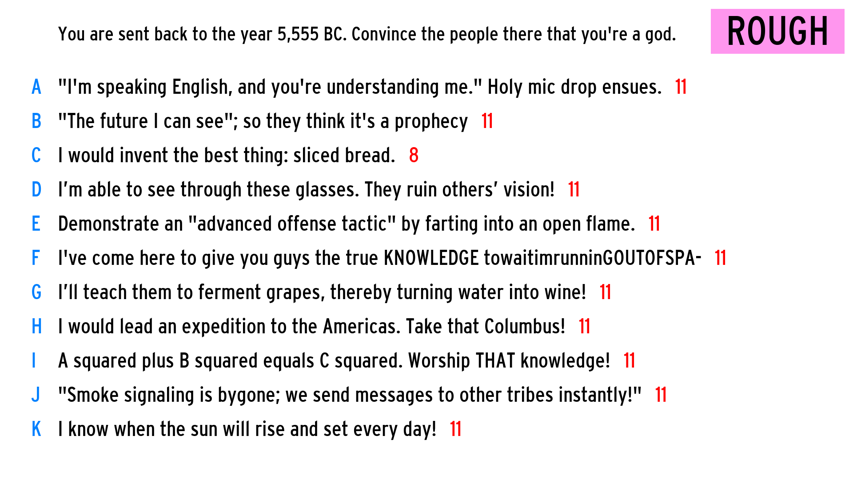 You are sent back to the year 5,555 BC. Convince the people there that you're a god.
ROUGH
A "I'm speaking English, and you're understanding me." Holy mic drop ensues. 11
B "The future I can see"; so they think it's a prophecy 11
C I would invent the best thing: sliced bread. 8
D I’m able to see through these glasses. They ruin others’ vision! 11
E Demonstrate an "advanced offense tactic" by farting into an open flame. 11
F I've come here to give you guys the true KNOWLEDGE towaitimrunninGOUTOFSPA- 11
G I’ll teach them to ferment grapes, thereby turning water into wine! 11
H I would lead an expedition to the Americas. Take that Columbus! 11
I A squared plus B squared equals C squared. Worship THAT knowledge! 11
J "Smoke signaling is bygone; we send messages to other tribes instantly!" 11
K I know when the sun will rise and set every day! 11